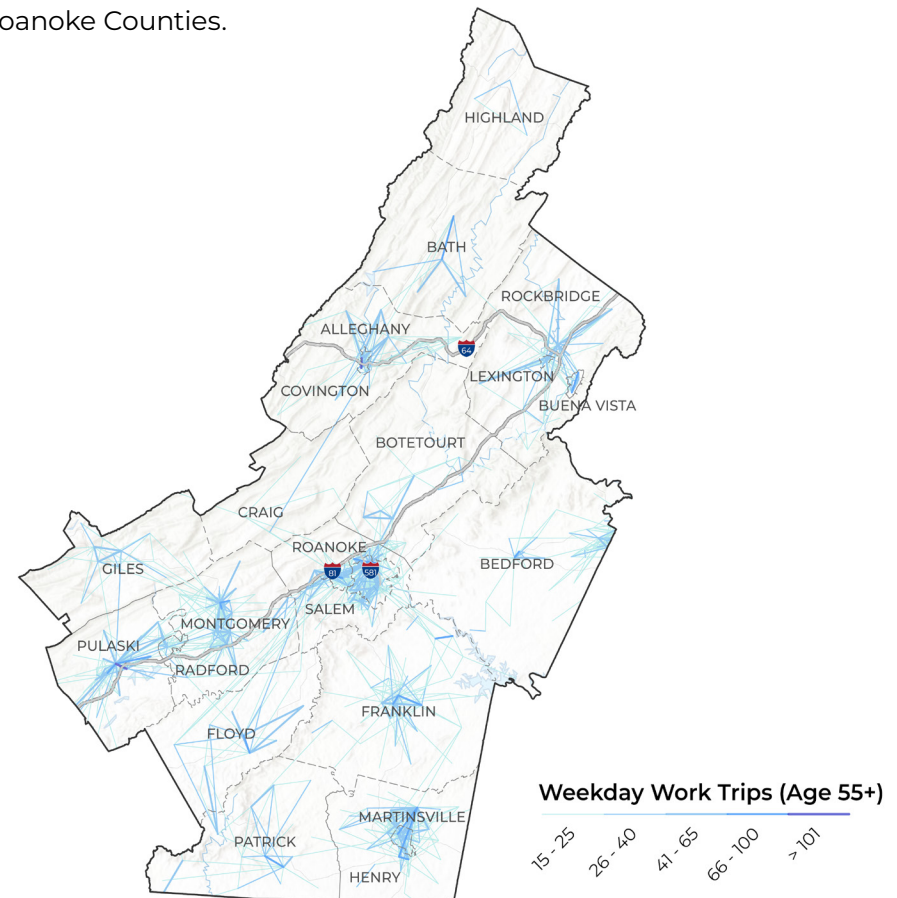 oanoke Counties.
HIGHLAND
BATH
ROCKBRIDGE
ALLEGHANY
64
LEXINGTON
COVINGTON
BUENA VISTA
BOTETOURT
CRAIG
ROANOKE
81
581
BEDFORD
GILES
SALEM
MONTGOMERY
PULASKI
RADFORD
FRANKLIN
FLOYD
MARTINSVILLE
PATRICK
HENRY
Weekday Work Trips (Age 55+)
15 - 25
26 - 40
41 - 65
66 - 100
> 101